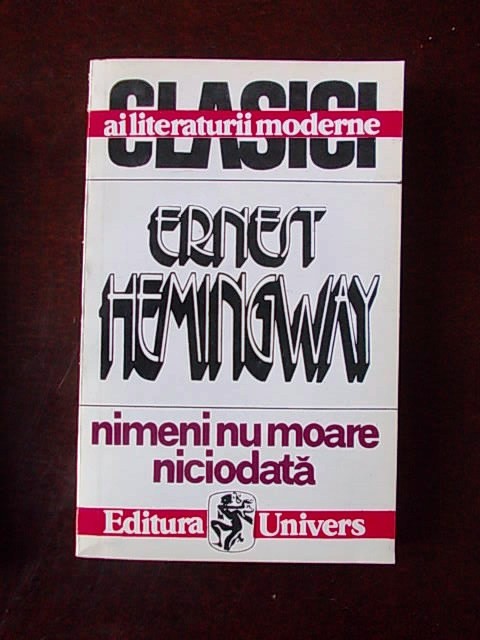 CLASICI
ai literaturii moderne
ERNEST
HEMINGWAY
nimeni nu moare
niciodată
Editura Univers